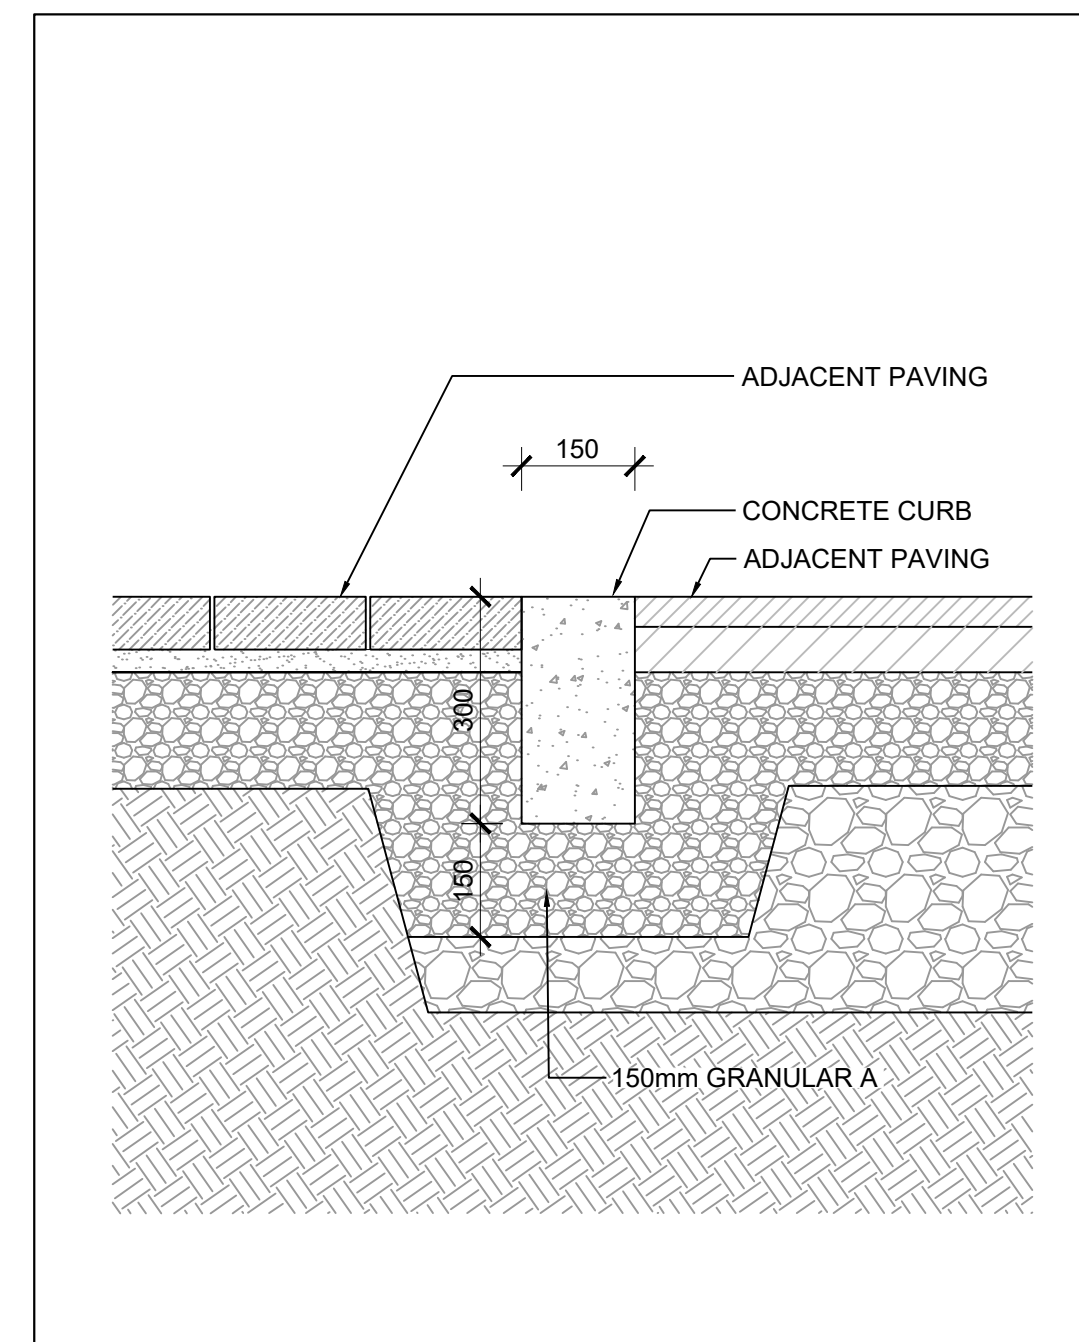 ADJACENT PAVING
150
CONCRETE CURB
ADJACENT PAVING
300
150
150mm GRANULAR A